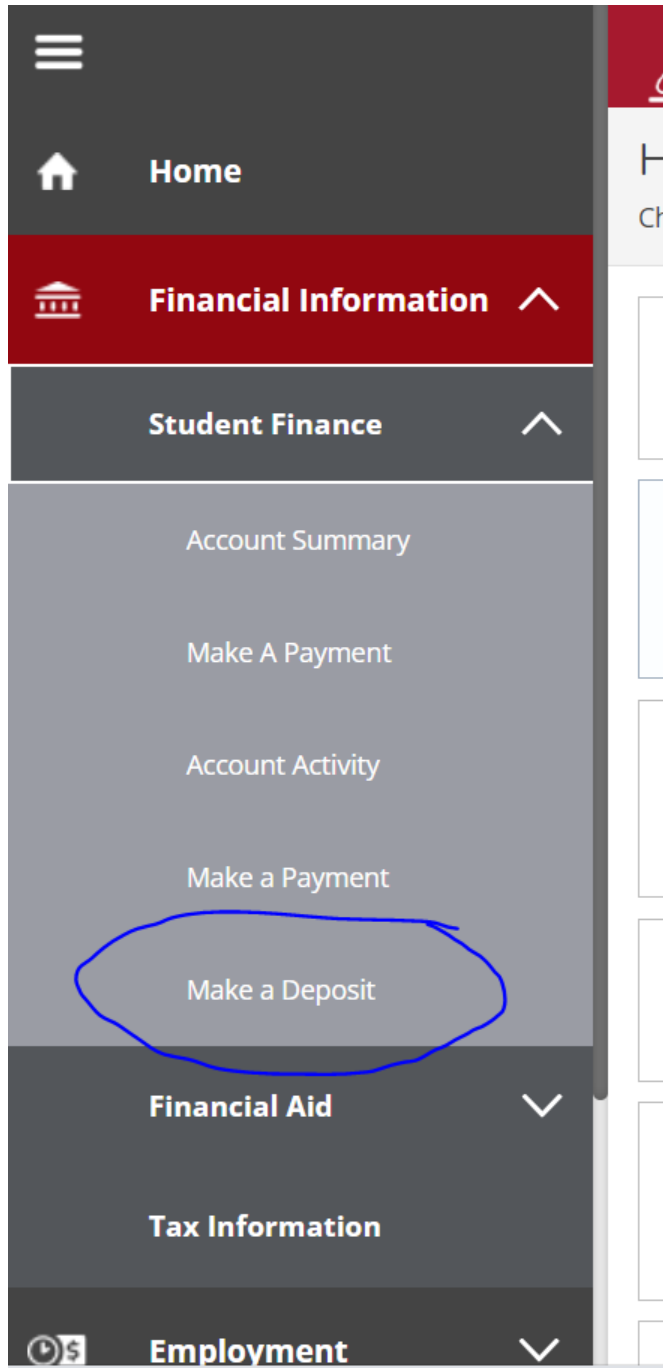 Home
Financial Information
Student Finance
Account Summary
Make A Payment
Account Activity
Make a Payment
Make a Deposit
Financial Aid
Tax Information
Employment